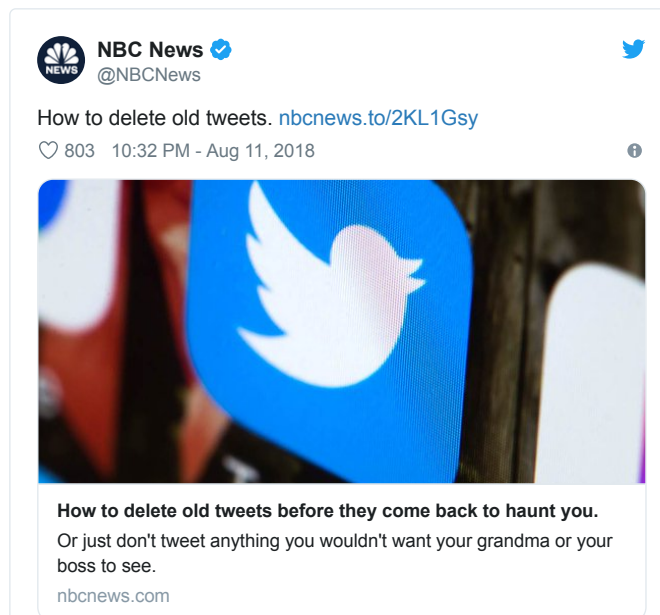 NBC News
NEWS
@NBCNews
How to delete old tweets. nbcnews.to/2KL1Gsy
803 10:32 PM - Aug 11, 2018
How to delete old tweets before they come back to haunt you.
Or just don't tweet anything you wouldn't want your grandma or your
boss to see.
nbcnews.com